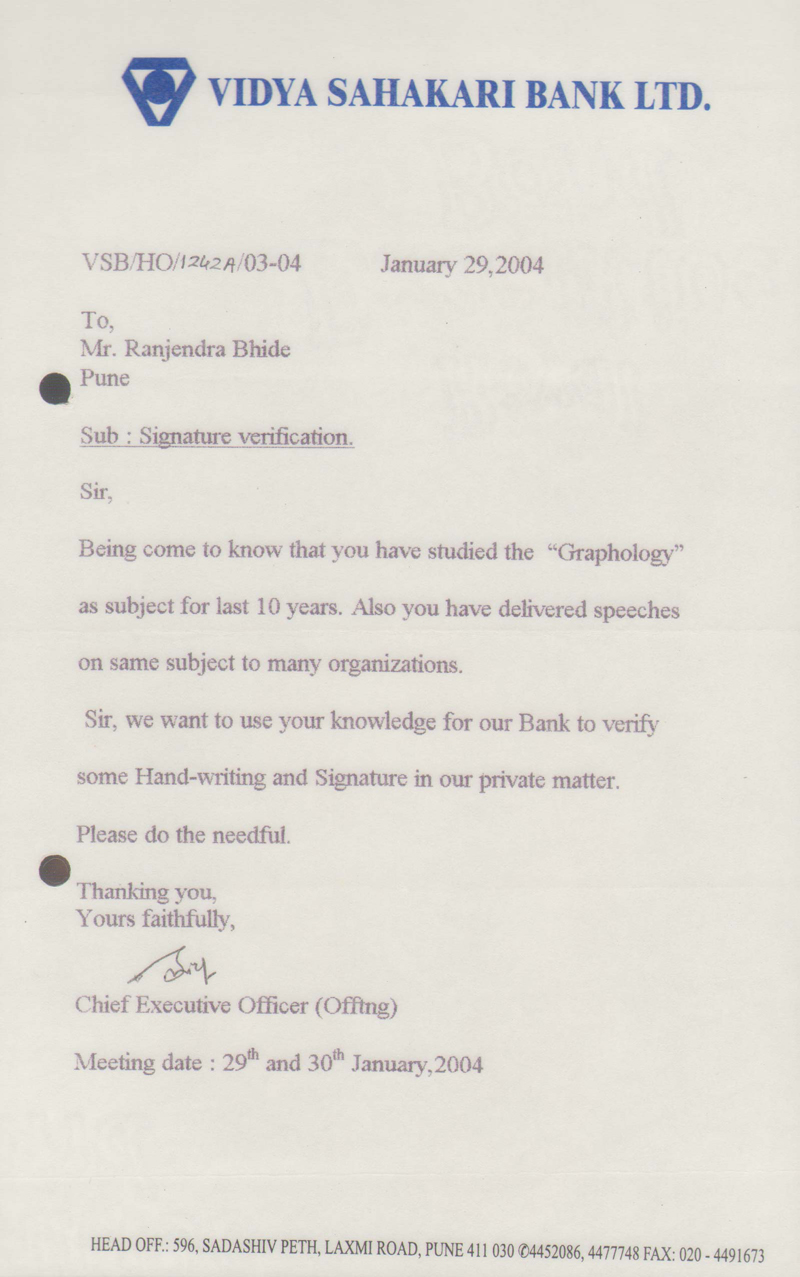 VIDYA SAHAKARI BANK LTD.
VSB/HO/1242A/03-04 January 29,2004
To,
Mr. Ranjendra Bhide
Pune
Sub : Signature verification.
Sir,
Being come to know that you have studied the “Graphology”
as subject for last 10 years. Also you have delivered speeches
on same subject to many organizations.
Sir, we want to use your knowledge for our Bank to verify
some Hand-writing and Signature in our private matter.
Please do the needful.
Thanking you,
Yours faithfully,
Chief Executive Officer (Offtng)
Meeting date : 29th and 30th January,2004
HEAD OFF.: 596, SADASHIV PETH, LAXMI ROAD, PUNE 411 030 ✆4452086, 4477748 FAX: 020 - 4491673